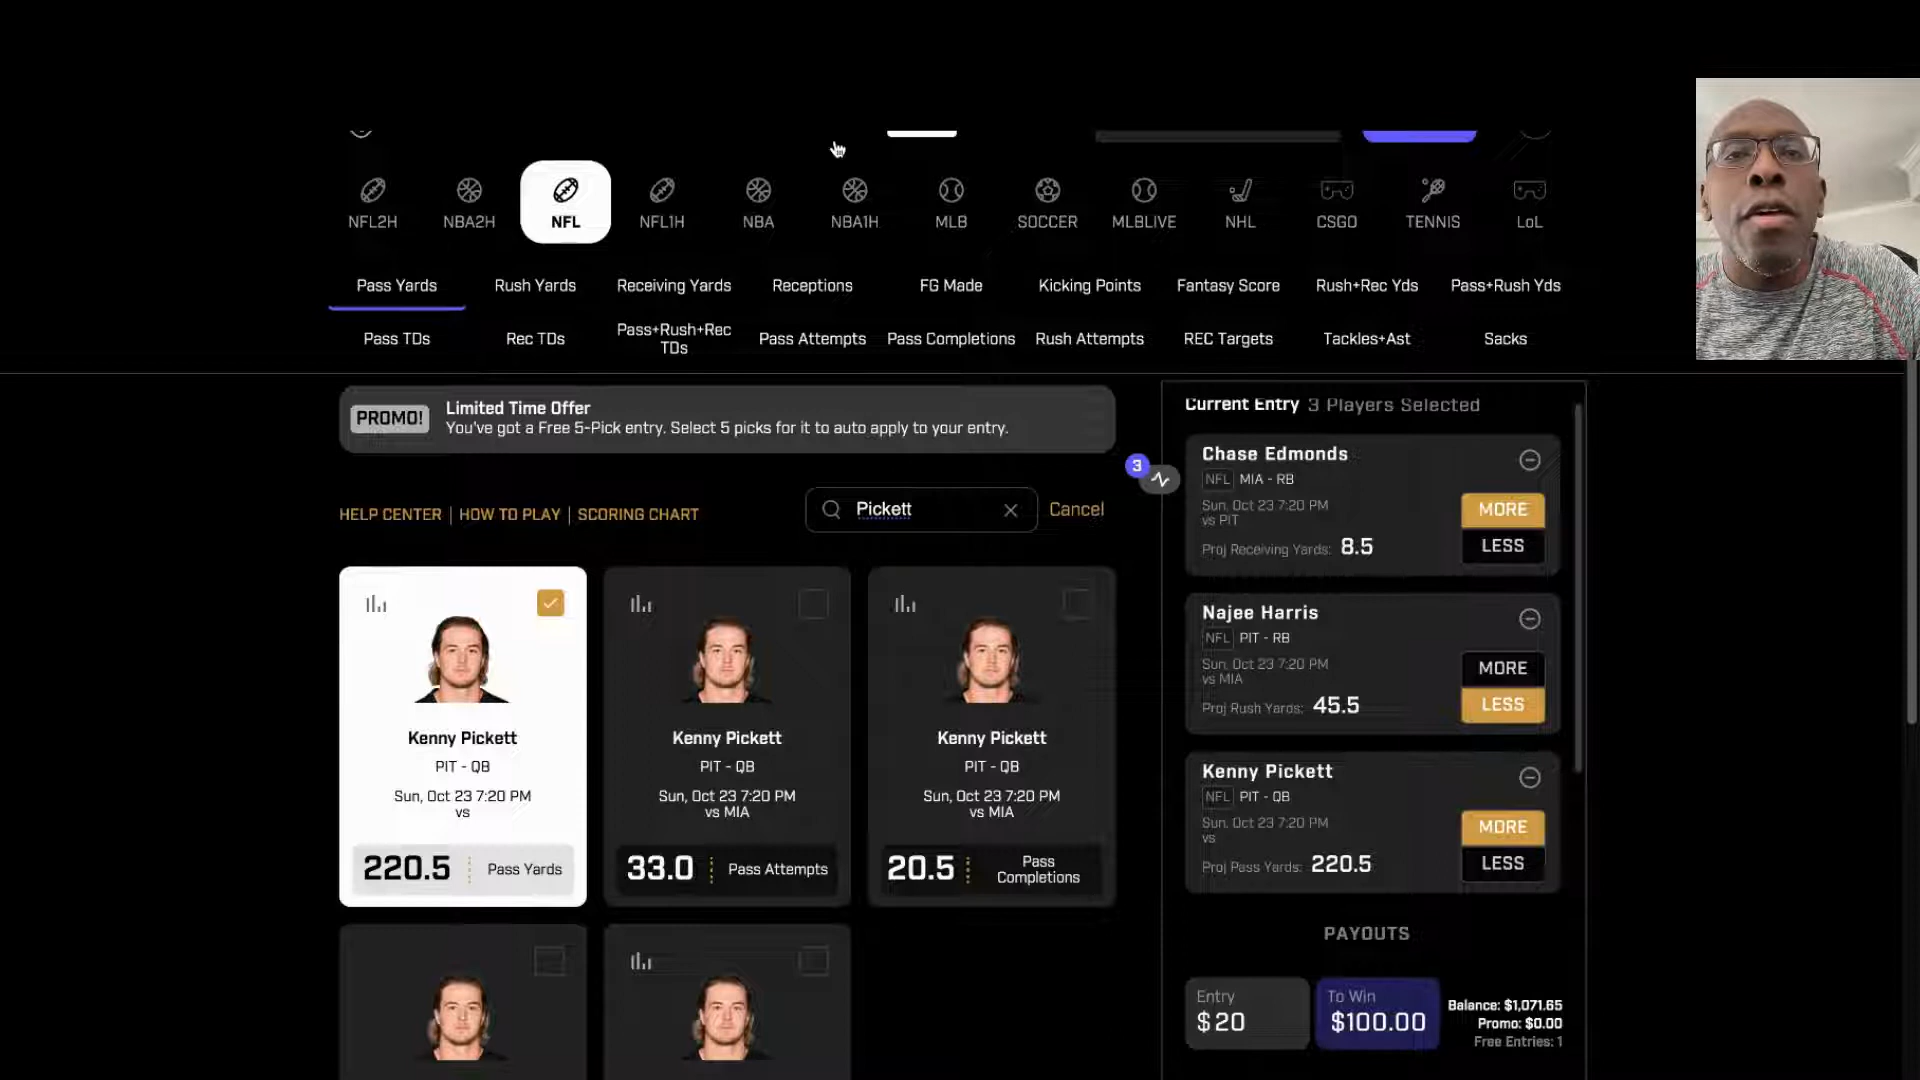 NFL2H
NBA2H
NFL
NFL1H
NBA
NBA1H
MLB
SOCCER
MLBLIVE
NHL
CSGO
TENNIS
LoL
Pass Yards
Rush Yards
Receiving Yards
Receptions
FG Made
Kicking Points
Fantasy Score
Rush+Rec Yds
Pass+Rush Yds
Pass TDs
Rec TDs
Pass+Rush+Rec
TDs
Pass Attempts
Pass Completions
Rush Attempts
REC Targets
Tackles+Ast
Sacks
PROMO!
Limited Time Offer
You've got a Free 5-Pick entry. Select 5 picks for it to auto apply to your entry.
HELP CENTER | HOW TO PLAY | SCORING CHART
Pickett
Cancel
Kenny Pickett
PIT - QB
Sun, Oct 23 7:20 PM
vs
220.5
Pass Yards
Kenny Pickett
PIT - QB
Sun, Oct 23 7:20 PM
vs MIA
33.0
Pass Attempts
Kenny Pickett
PIT - QB
Sun, Oct 23 7:20 PM
vs MIA
20.5
Pass
Completions
3
Current Entry 3 Players Selected
Chase Edmonds
NFL MIA - RB
Sun, Oct 23 7:20 PM
vs PIT
Proj Receiving Yards: 8.5
MORE
LESS
Najee Harris
NFL PIT - RB
Sun, Oct 23 7:20 PM
vs MIA
Proj Rush Yards: 45.5
MORE
LESS
Kenny Pickett
NFL PIT - QB
Sun, Oct 23 7:20 PM
vs
Proj Pass Yards: 220.5
MORE
LESS
PAYOUTS
Entry
$20
To Win
$100.00
Balance: $1,071.65
Promo: $0.00
Free Entries: 1